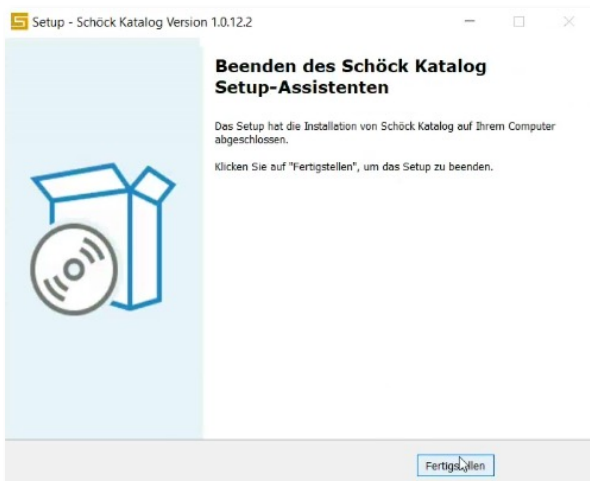 Setup - Schöck Katalog Version 1.0.12.2
Beenden des Schöck Katalog
Setup-Assistenten
Das Setup hat die Installation von Schöck Katalog auf Ihrem Computer
abgeschlossen.
Klicken Sie auf "Fertigstellen", um das Setup zu beenden.
Fertigstellen